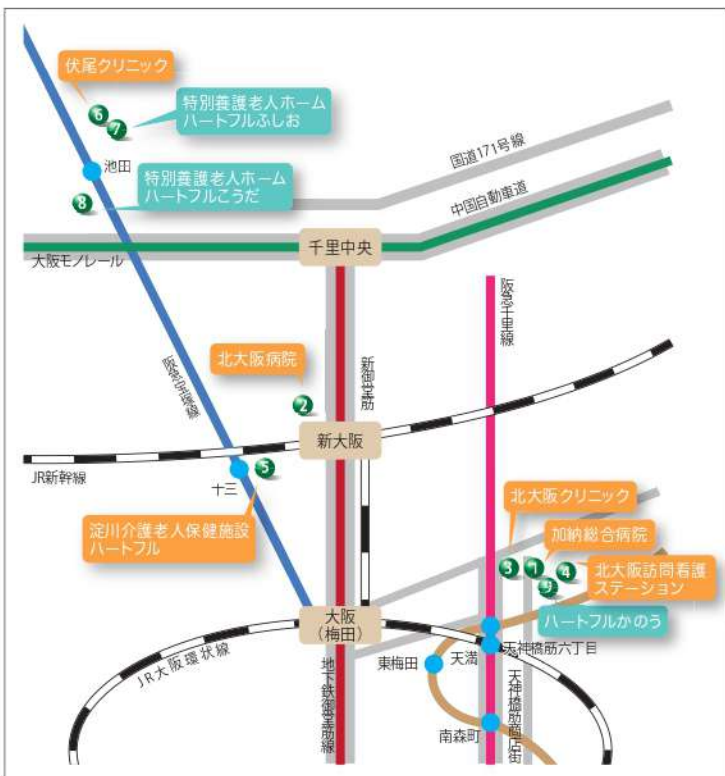 伏尾クリニック
6
7
特別養護老人ホーム
ハートフルふしお
池田
国道171号線
8
特別養護老人ホーム
ハートフルこうだ
中国自動車道
大阪モノレール
千里中央
阪急千里線
阪急宝塚線
北大阪病院
2
新御堂筋
新大阪
JR新幹線
十三
5
淀川介護老人保健施設
ハートフル
北大阪クリニック
加納総合病院
3
1
4
9
北大阪訪問看護
ステーション
ハートフルかのう
大阪
(梅田)
JR大阪環状線
地下鉄御堂筋線
東梅田
天満
天神橋筋六丁目
天神橋筋商店街
南森町